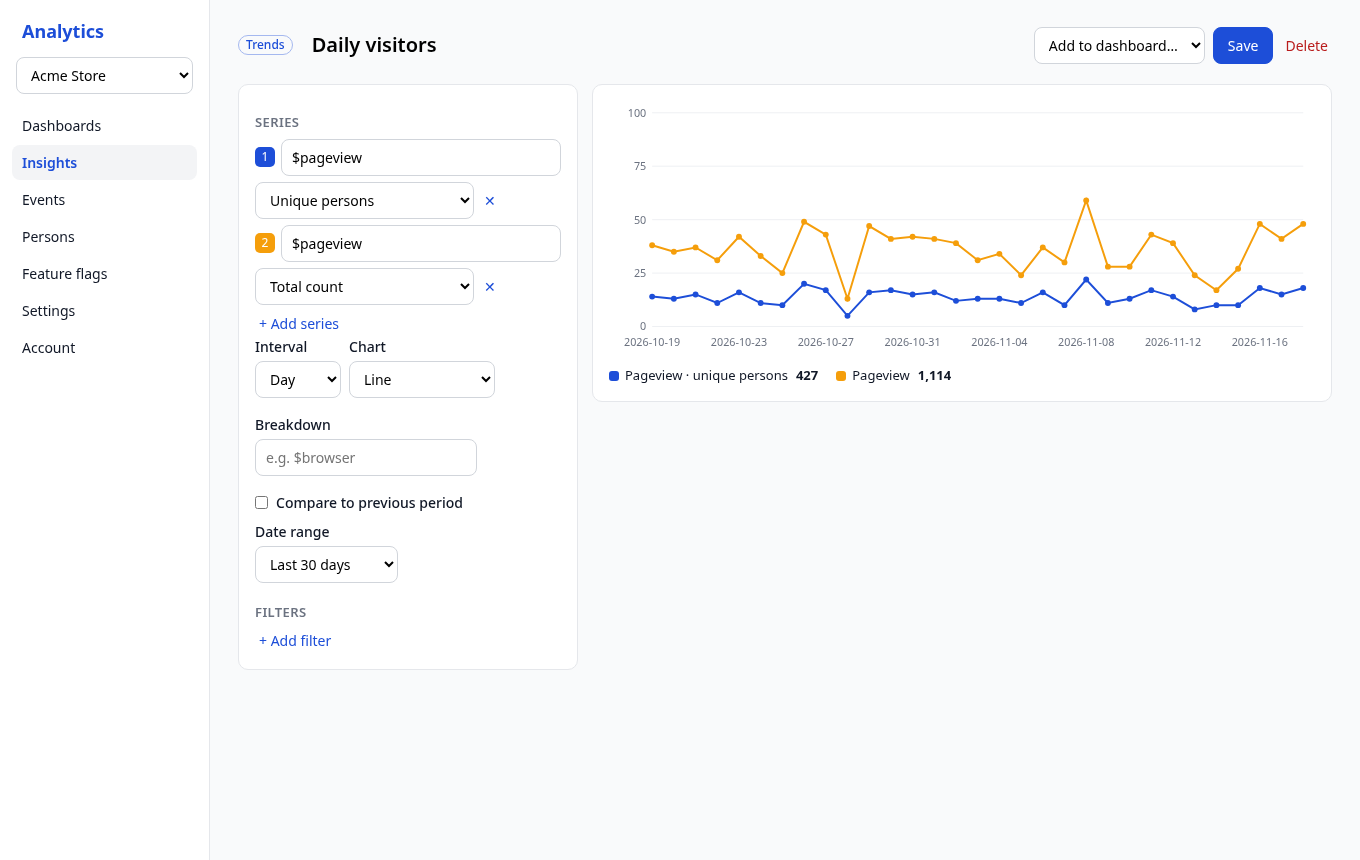 Analytics
Acme Store
Dashboards
Insights
Events
Persons
Feature flags
Settings
Account
Trends
Daily visitors
Add to dashboard...
Save
Delete
SERIES
1
$pageview
Unique persons
×
2
$pageview
Total count
×
+ Add series
Interval
Chart
Day
Line
Breakdown
e.g. $browser
Compare to previous period
Date range
Last 30 days
FILTERS
+ Add filter
100
75
50
25
0
2026-10-19 2026-10-23 2026-10-27 2026-10-31 2026-11-04 2026-11-08 2026-11-12 2026-11-16
Pageview · unique persons 427 Pageview 1,114